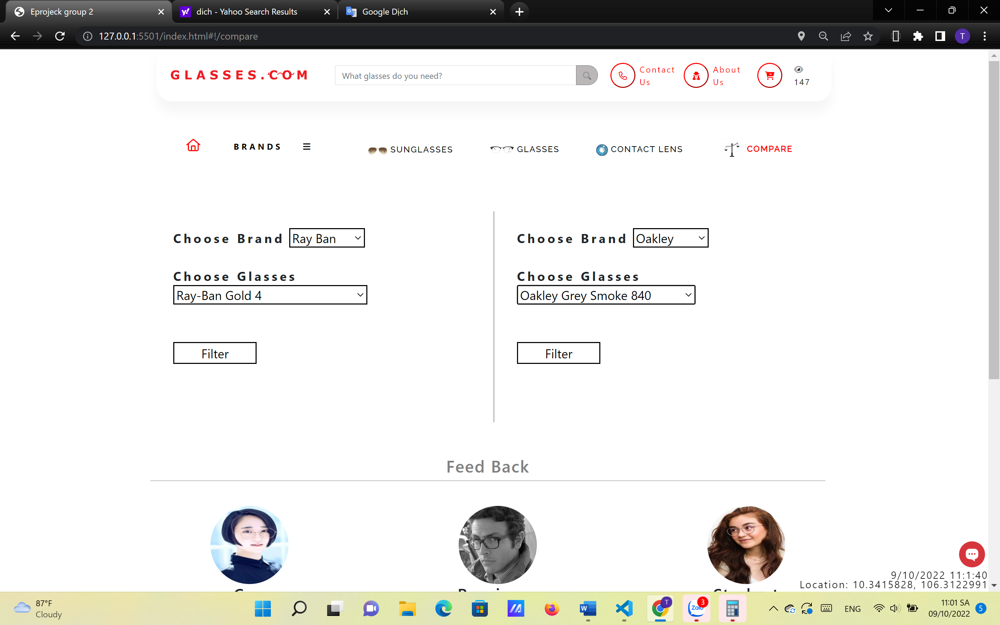 Eprojeck group 2
dich - Yahoo Search Results
Google Dịch
127.0.0.1:5501/index.html#!/compare
T
GLASSES.COM
What glasses do you need?
Contact
Us
About
Us
147
BRANDS
SUNGLASSES
GLASSES
CONTACT LENS
COMPARE
Choose Brand
Ray Ban
Choose Brand
Oakley
Choose Glasses
Choose Glasses
Ray-Ban Gold 4
Oakley Grey Smoke 840
Filter
Filter
Feed Back
9/10/2022 11:1:40
Location: 10.3415828, 106.3122991
87°F
Cloudy
T
Zalo
3
ENG
11:01 SA
09/10/2022
5